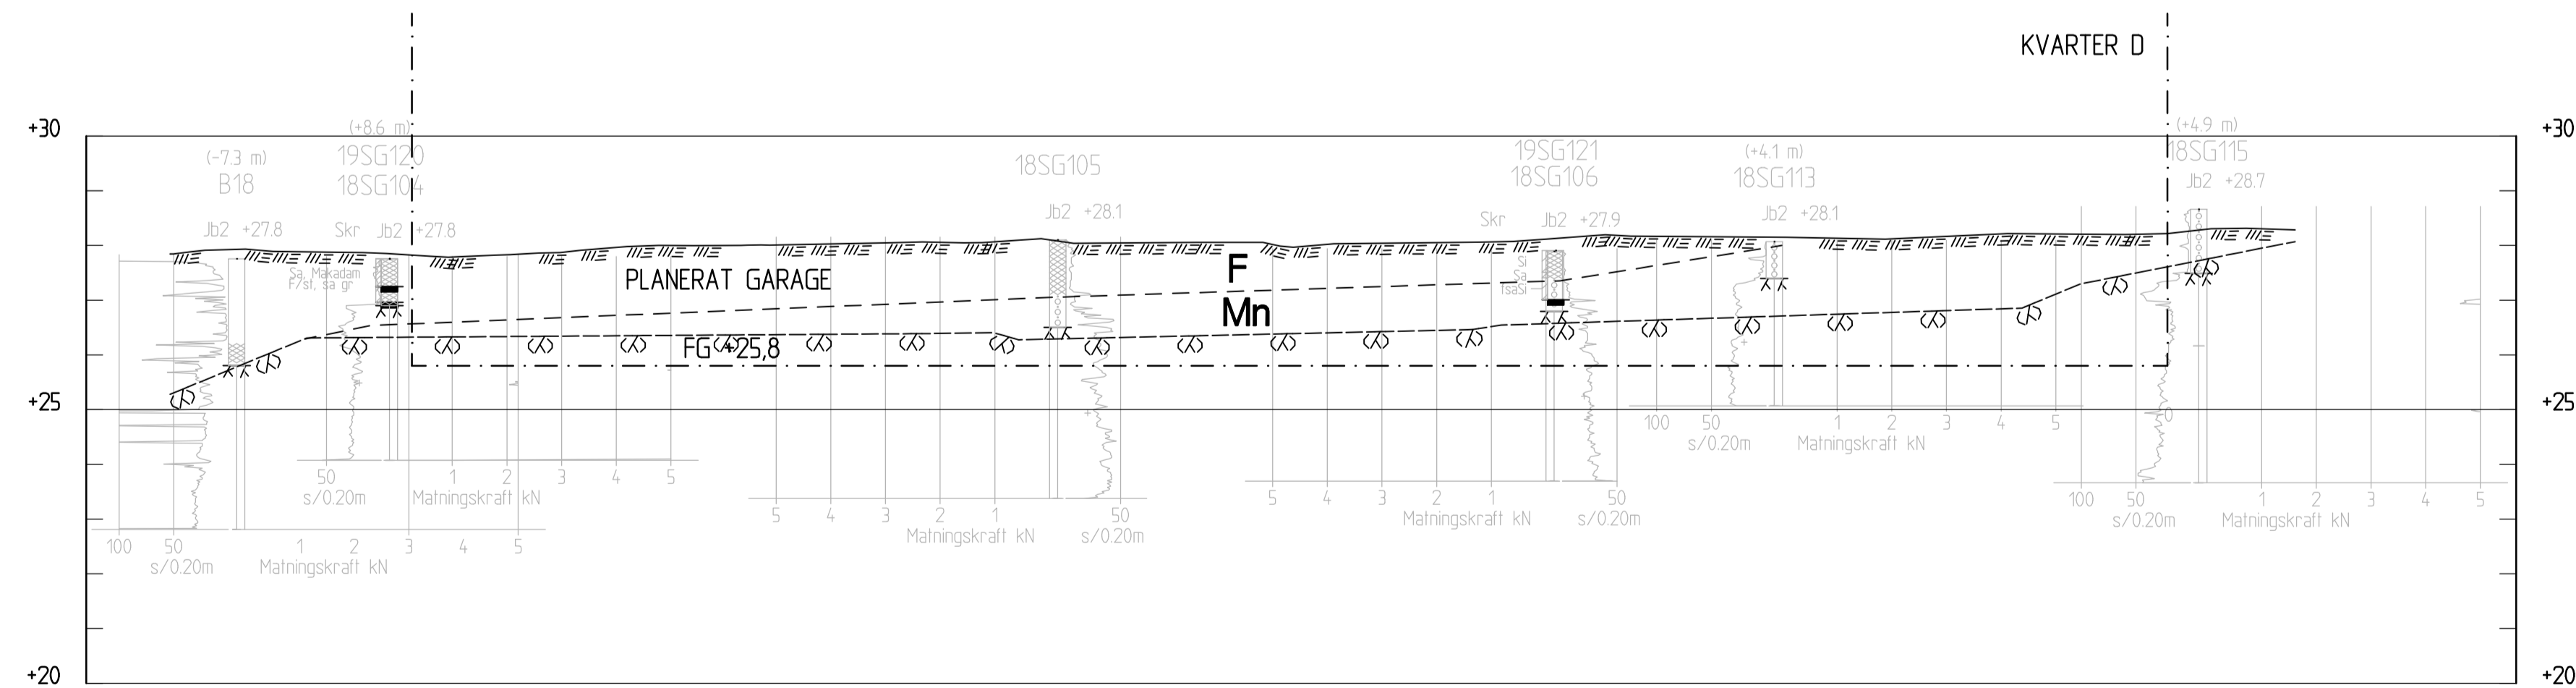 KVARTER D
+30
+30
(+8.6 m)
(+4.9 m)
(-7.3 m)
19SG120
18SG105
19SG121
(+4.1 m)
18SG115
B18
18SG104
18SG106
18SG113
Jb2 +28.7
Jb2 +27.8
Skr
Jb2 +27.8
Jb2 +28.1
Skr
Jb2 +27.9
Jb2 +28.1
Sa, Makadam
F/st, sa gr
PLANERAT GARAGE
F
Si
Sa
fsaSi
Mn
FG +25,8
+25
+25
100 50
1 2 3 4 5
s/0.20m
Matningskraft kN
50
1 2 3 4 5
s/0.20m
Matningskraft kN
5 4 3 2 1
50
Matningskraft kN
s/0.20m
5 4 3 2 1
50
Matningskraft kN
s/0.20m
100 50
1 2 3 4 5
s/0.20m
Matningskraft kN
0
100 50
1 2 3 4 5
s/0.20m
Matningskraft kN
+20
+20